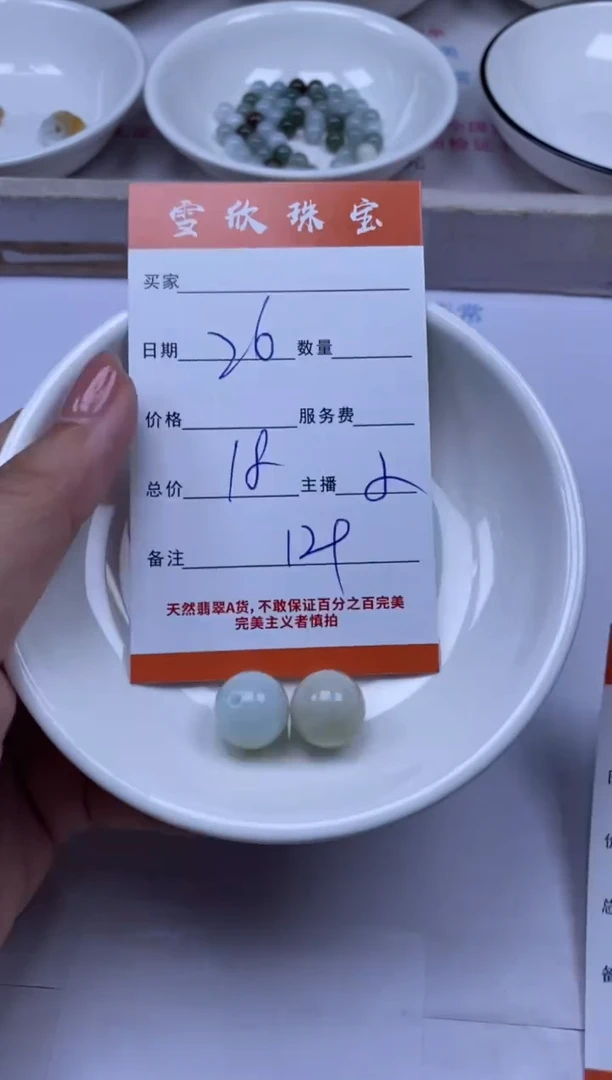 雪欣珠宝
买家
日期 26 数量
价格 服务费
总价 18 主播
备注 129
天然翡翠A货，不敢保证百分之百完美
完美主义者慎拍